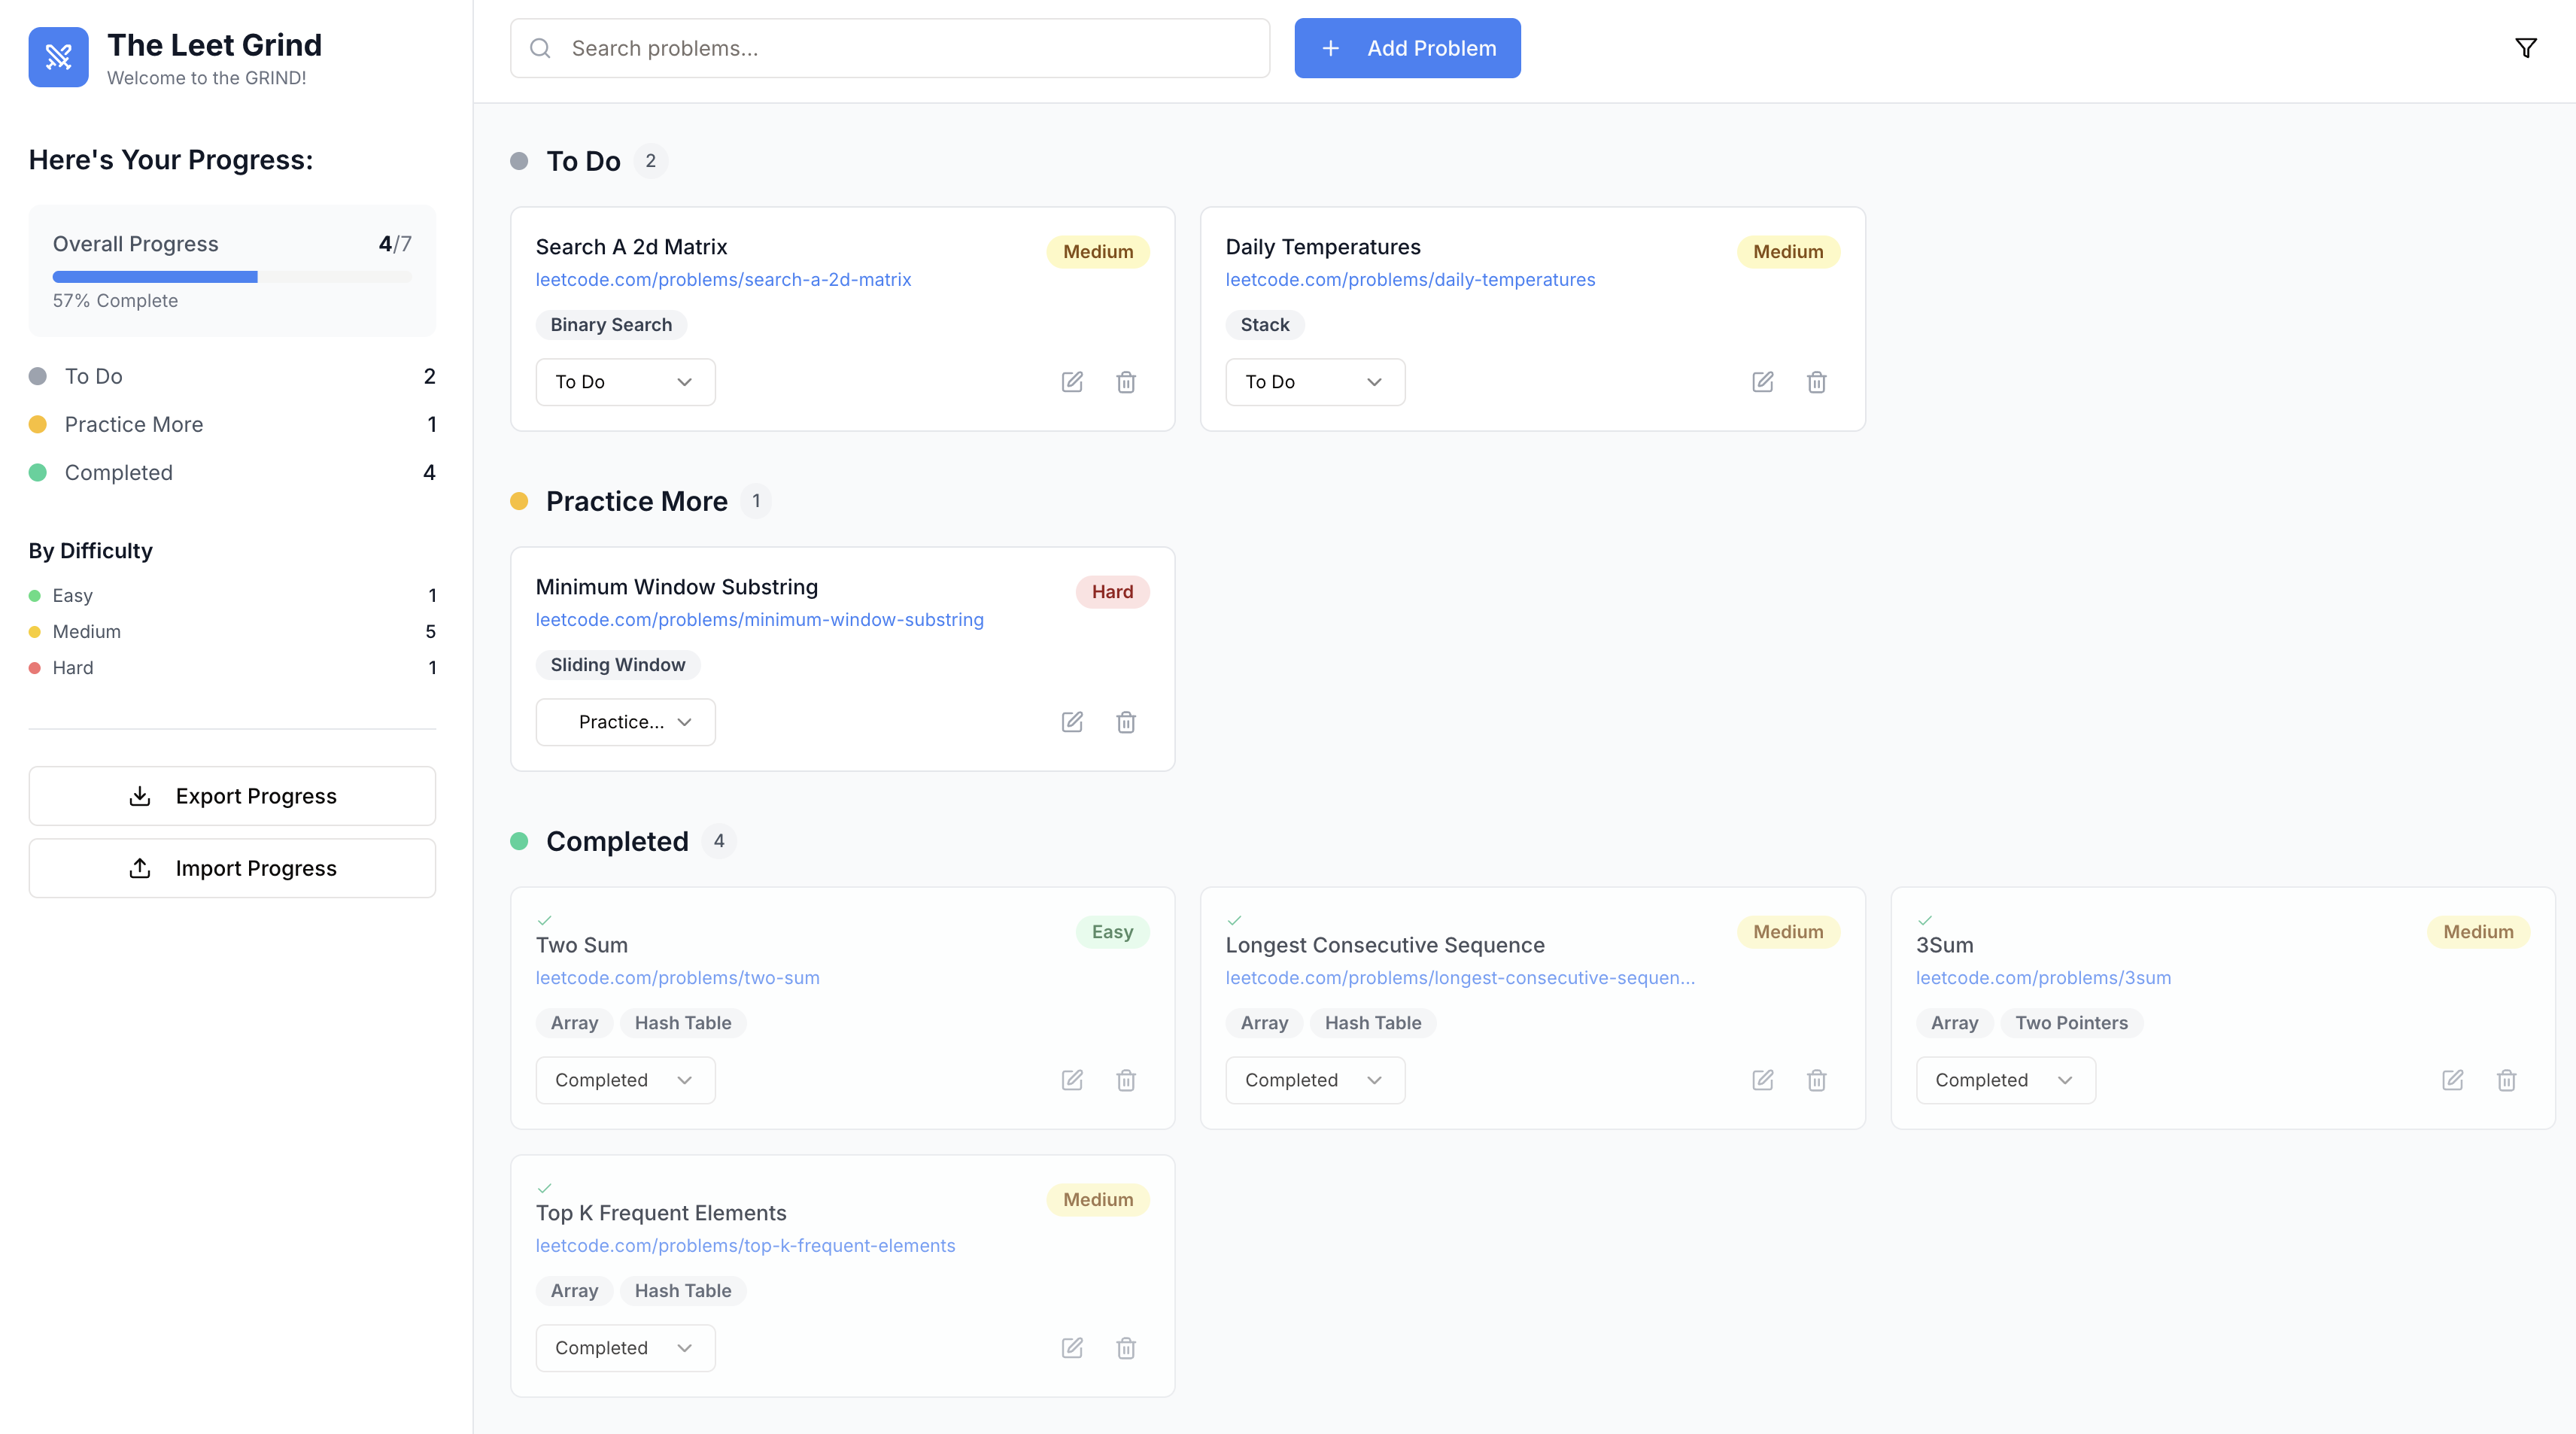 The Leet Grind
Welcome to the GRIND!
Here's Your Progress:
Overall Progress 4/7
57% Complete
To Do 2
Practice More 1
Completed 4
By Difficulty
Easy 1
Medium 5
Hard 1
Export Progress
Import Progress
Search problems...
Add Problem
To Do 2
Search A 2d Matrix
Medium
leetcode.com/problems/search-a-2d-matrix
Binary Search
To Do
Daily Temperatures
Medium
leetcode.com/problems/daily-temperatures
Stack
To Do
Practice More 1
Minimum Window Substring
Hard
leetcode.com/problems/minimum-window-substring
Sliding Window
Practice...
Completed 4
Two Sum
Easy
leetcode.com/problems/two-sum
Array Hash Table
Completed
Longest Consecutive Sequence
Medium
leetcode.com/problems/longest-consecutive-sequen...
Array Hash Table
Completed
3Sum
Medium
leetcode.com/problems/3sum
Array Two Pointers
Completed
Top K Frequent Elements
Medium
leetcode.com/problems/top-k-frequent-elements
Array Hash Table
Completed